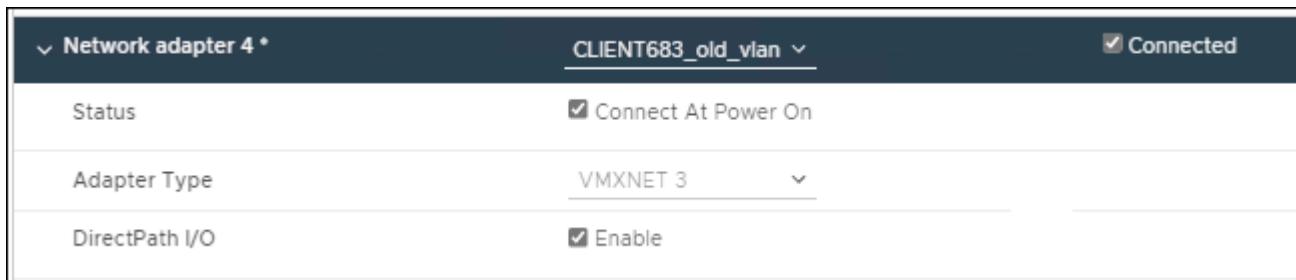 Network adapter 4 * CLIENT683_old_vlan Connected
Status Connect At Power On
Adapter Type VMXNET 3
DirectPath I/O Enable